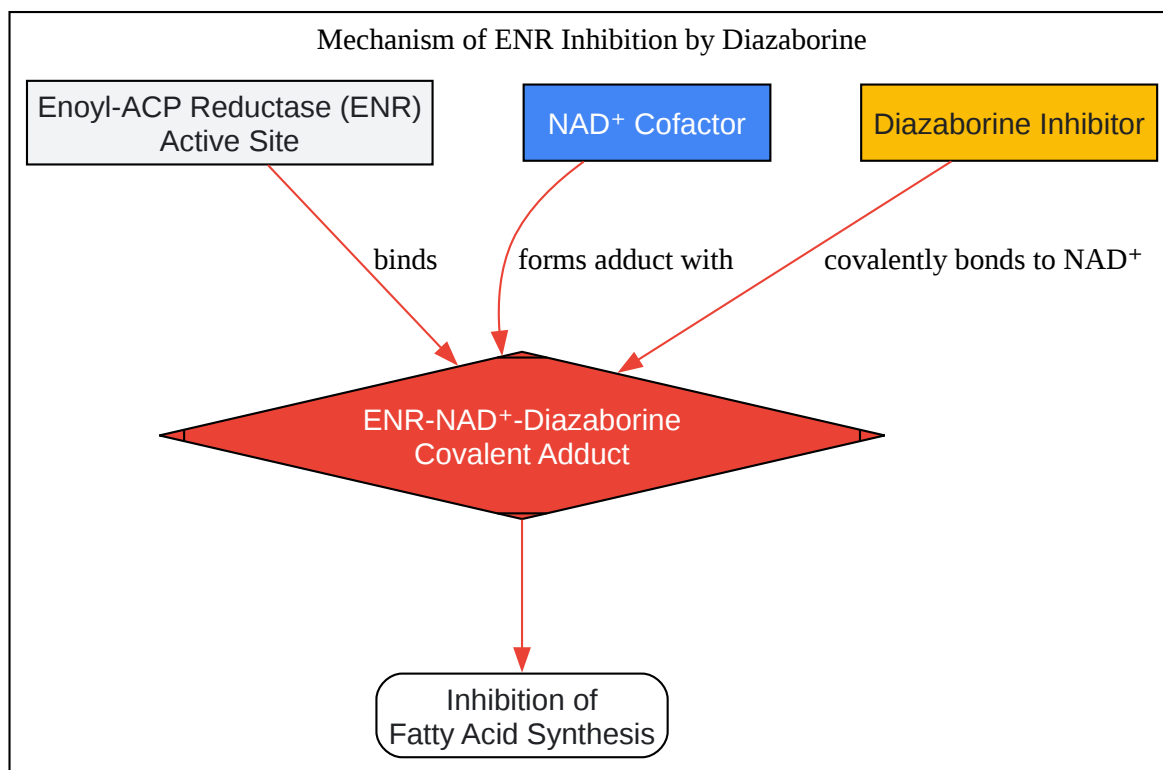 Mechanism of ENR Inhibition by Diazaborine
Enoyl-ACP Reductase (ENR)
Active Site
NAD⁺ Cofactor
Diazaborine Inhibitor
binds
forms adduct with
covalently bonds to NAD⁺
ENR-NAD⁺-Diazaborine
Covalent Adduct
Inhibition of
Fatty Acid Synthesis